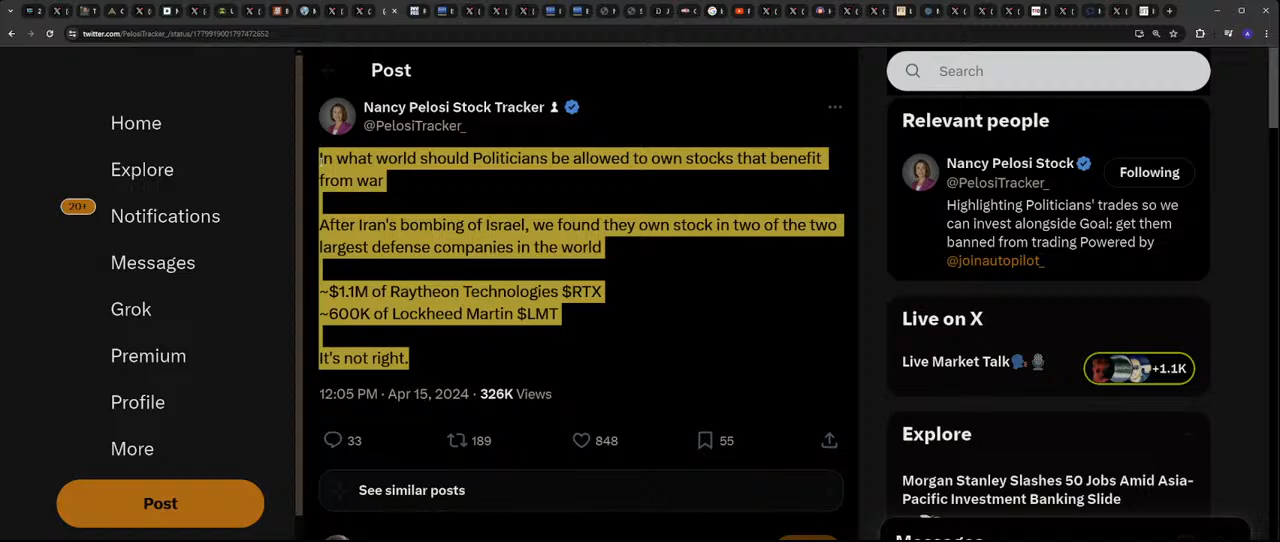 twitter.com/PelosiTracker_/status/1779919001797472652
Post
Search
Home
Explore
20+
Notifications
Messages
Grok
Premium
Profile
More
Post
Nancy Pelosi Stock Tracker
@PelosiTracker_
In what world should Politicians be allowed to own stocks that benefit
from war
After Iran's bombing of Israel, we found they own stock in two of the two
largest defense companies in the world
~$1.1M of Raytheon Technologies $RTX
~600K of Lockheed Martin $LMT
It's not right.
12:05 PM · Apr 15, 2024 · 326K Views
33 189 848 55
See similar posts
Relevant people
Nancy Pelosi Stock
@PelosiTracker_
Following
Highlighting Politicians' trades so we
can invest alongside Goal: get them
banned from trading Powered by
@joinautopilot_
Live on X
Live Market Talk
+1.1K
Explore
Morgan Stanley Slashes 50 Jobs Amid Asia-
Pacific Investment Banking Slide
Messages